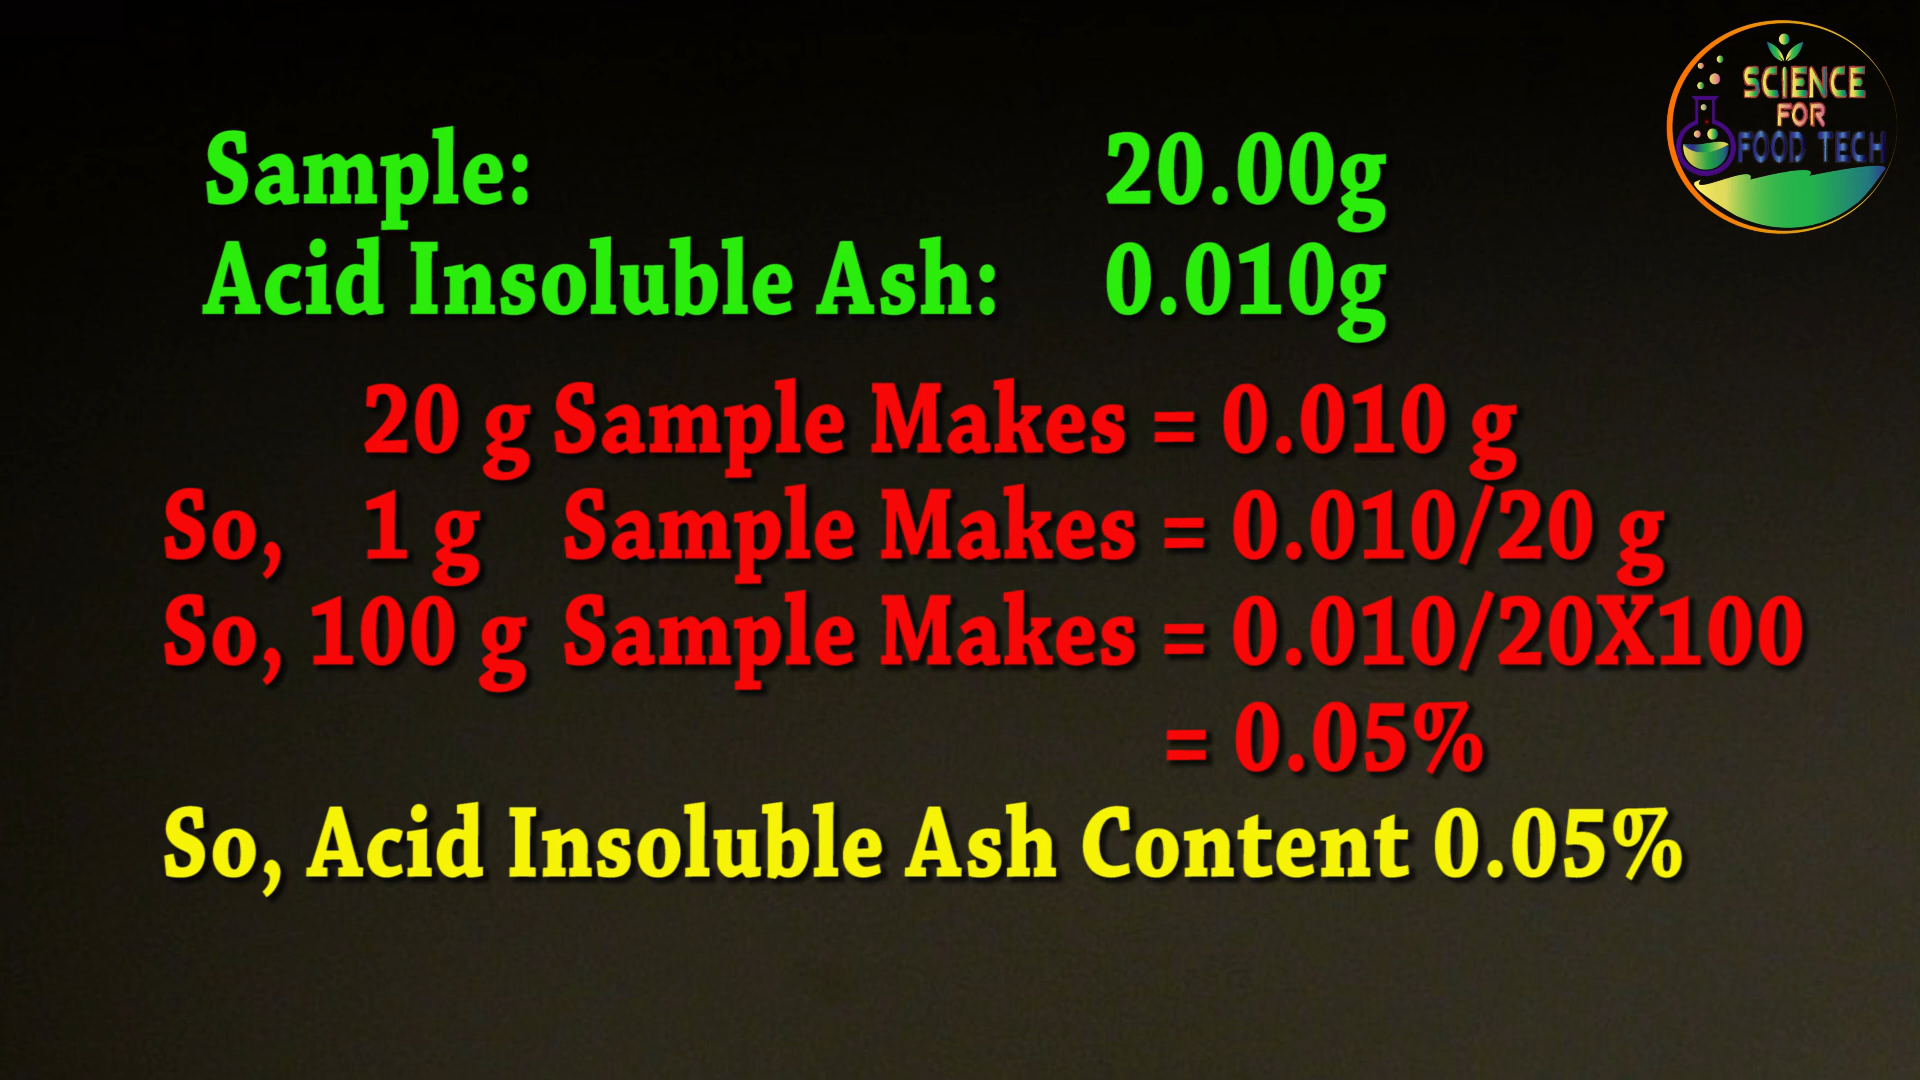 SCIENCE
FOR
FOOD TECH
Sample: 20.00g
Acid Insoluble Ash: 0.010g
20 g Sample Makes = 0.010 g
So, 1 g Sample Makes = 0.010/20 g
So, 100 g Sample Makes = 0.010/20X100
= 0.05%
So, Acid Insoluble Ash Content 0.05%